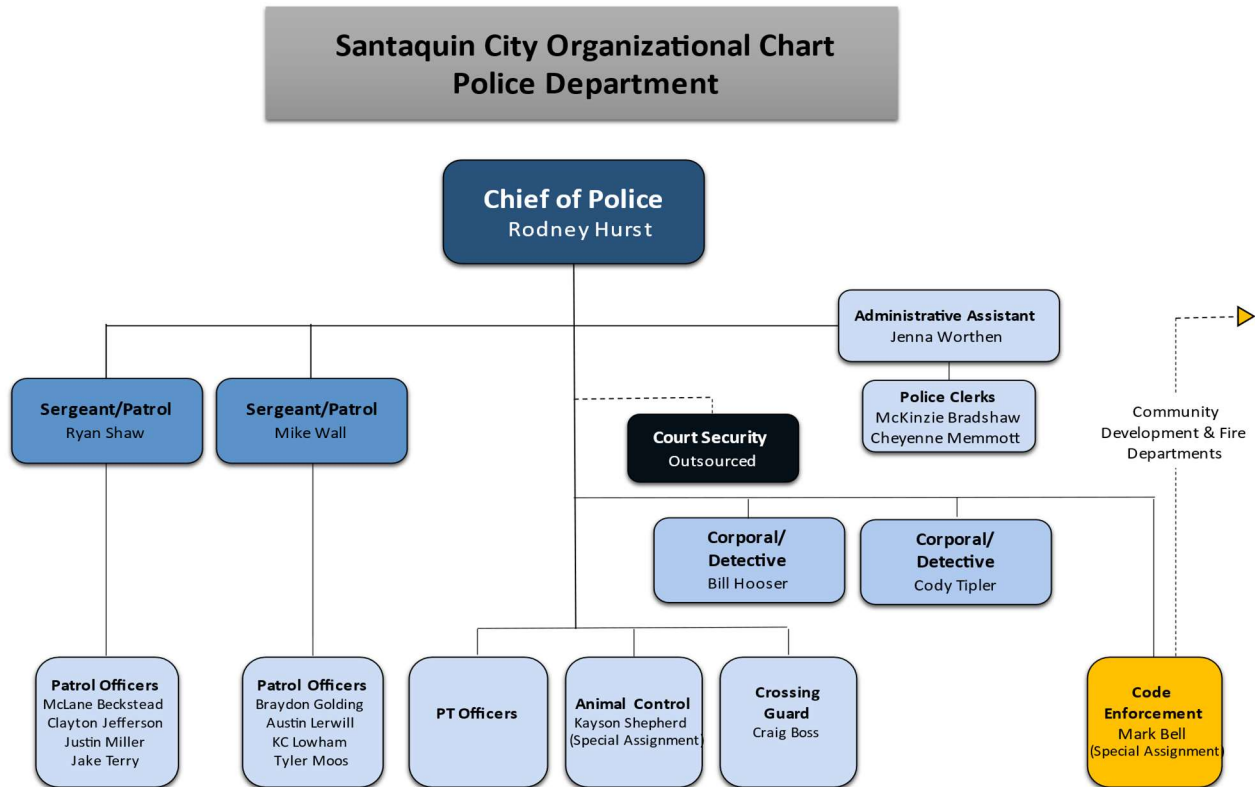 Santaquin City Organizational Chart
Police Department
Chief of Police
Rodney Hurst
Administrative Assistant
Jenna Worthen
Sergeant/Patrol
Ryan Shaw
Sergeant/Patrol
Mike Wall
Police Clerks
McKinzie Bradshaw
Cheyenne Memmott
Court Security
Outsourced
Community
Development & Fire
Departments
Corporal/
Detective
Bill Hooser
Corporal/
Detective
Cody Tipler
Patrol Officers
McLane Beckstead
Clayton Jefferson
Justin Miller
Jake Terry
Patrol Officers
Braydon Golding
Austin Lerwill
KC Lowham
Tyler Moos
PT Officers
Animal Control
Kayson Shepherd
(Special Assignment)
Crossing
Guard
Craig Boss
Code
Enforcement
Mark Bell
(Special Assignment)